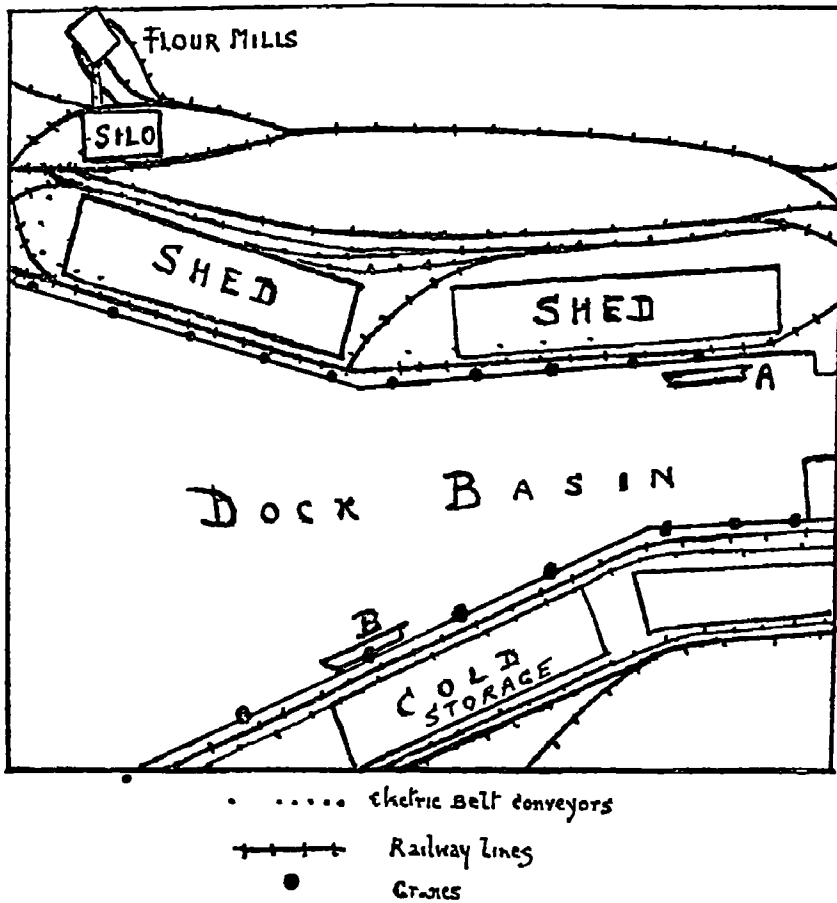 FLOUR MILLS
SILO
SHED
SHED
A
DOCK BASIN
B
COLD
STORAGE
Electric Belt Conveyors
Railway Lines
Cranes